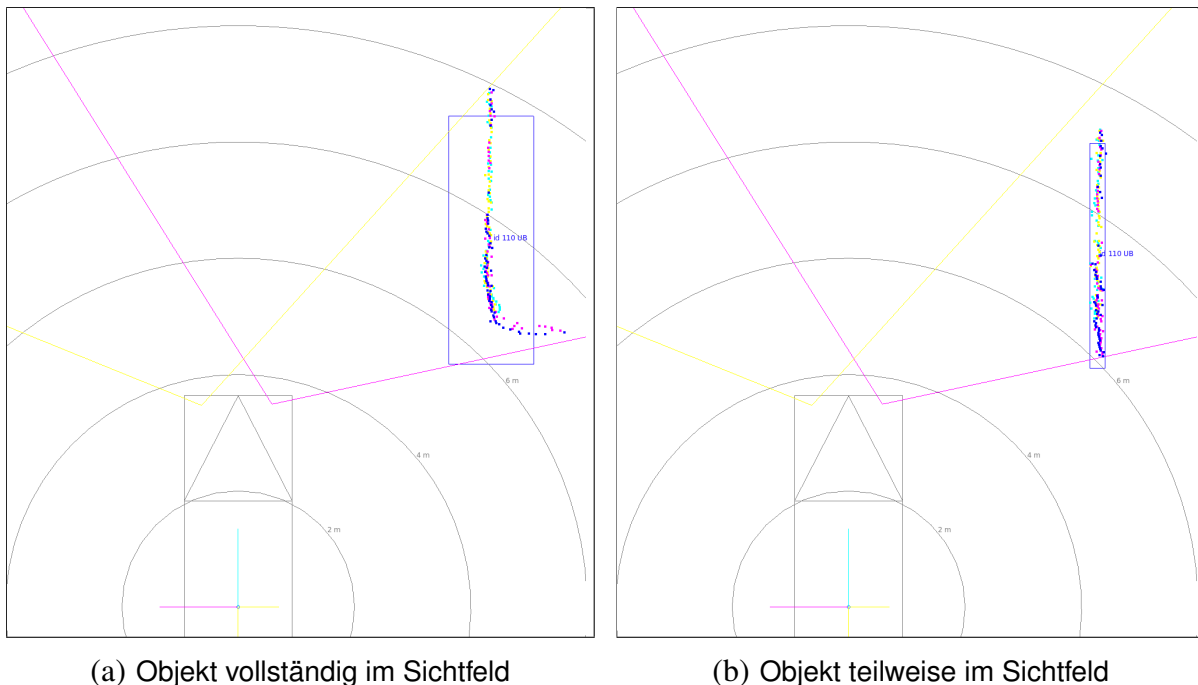 id 110 UB
6 m
4 m
2 m
(a) Objekt vollständig im Sichtfeld
d 110 UB
6 m
4 m
2 m
(b) Objekt teilweise im Sichtfeld